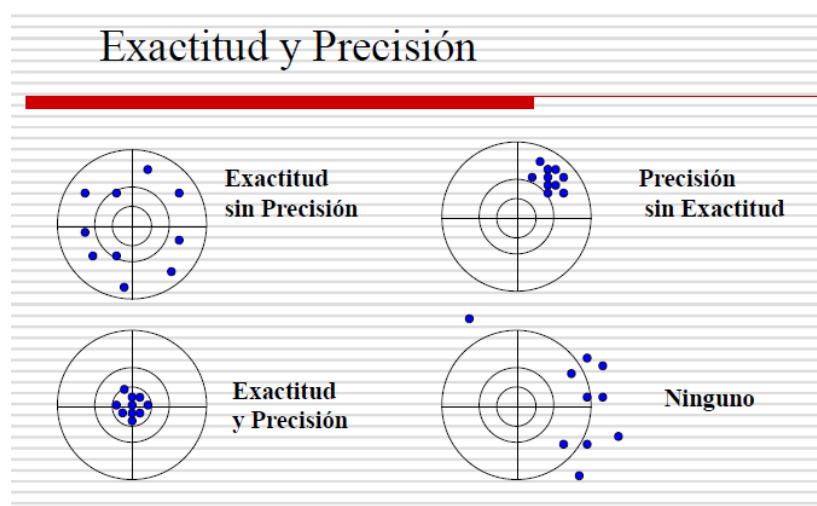 Exactitud y Precisión
Exactitud
sin Precisión
Precisión
sin Exactitud
Exactitud
y Precisión
Ninguno